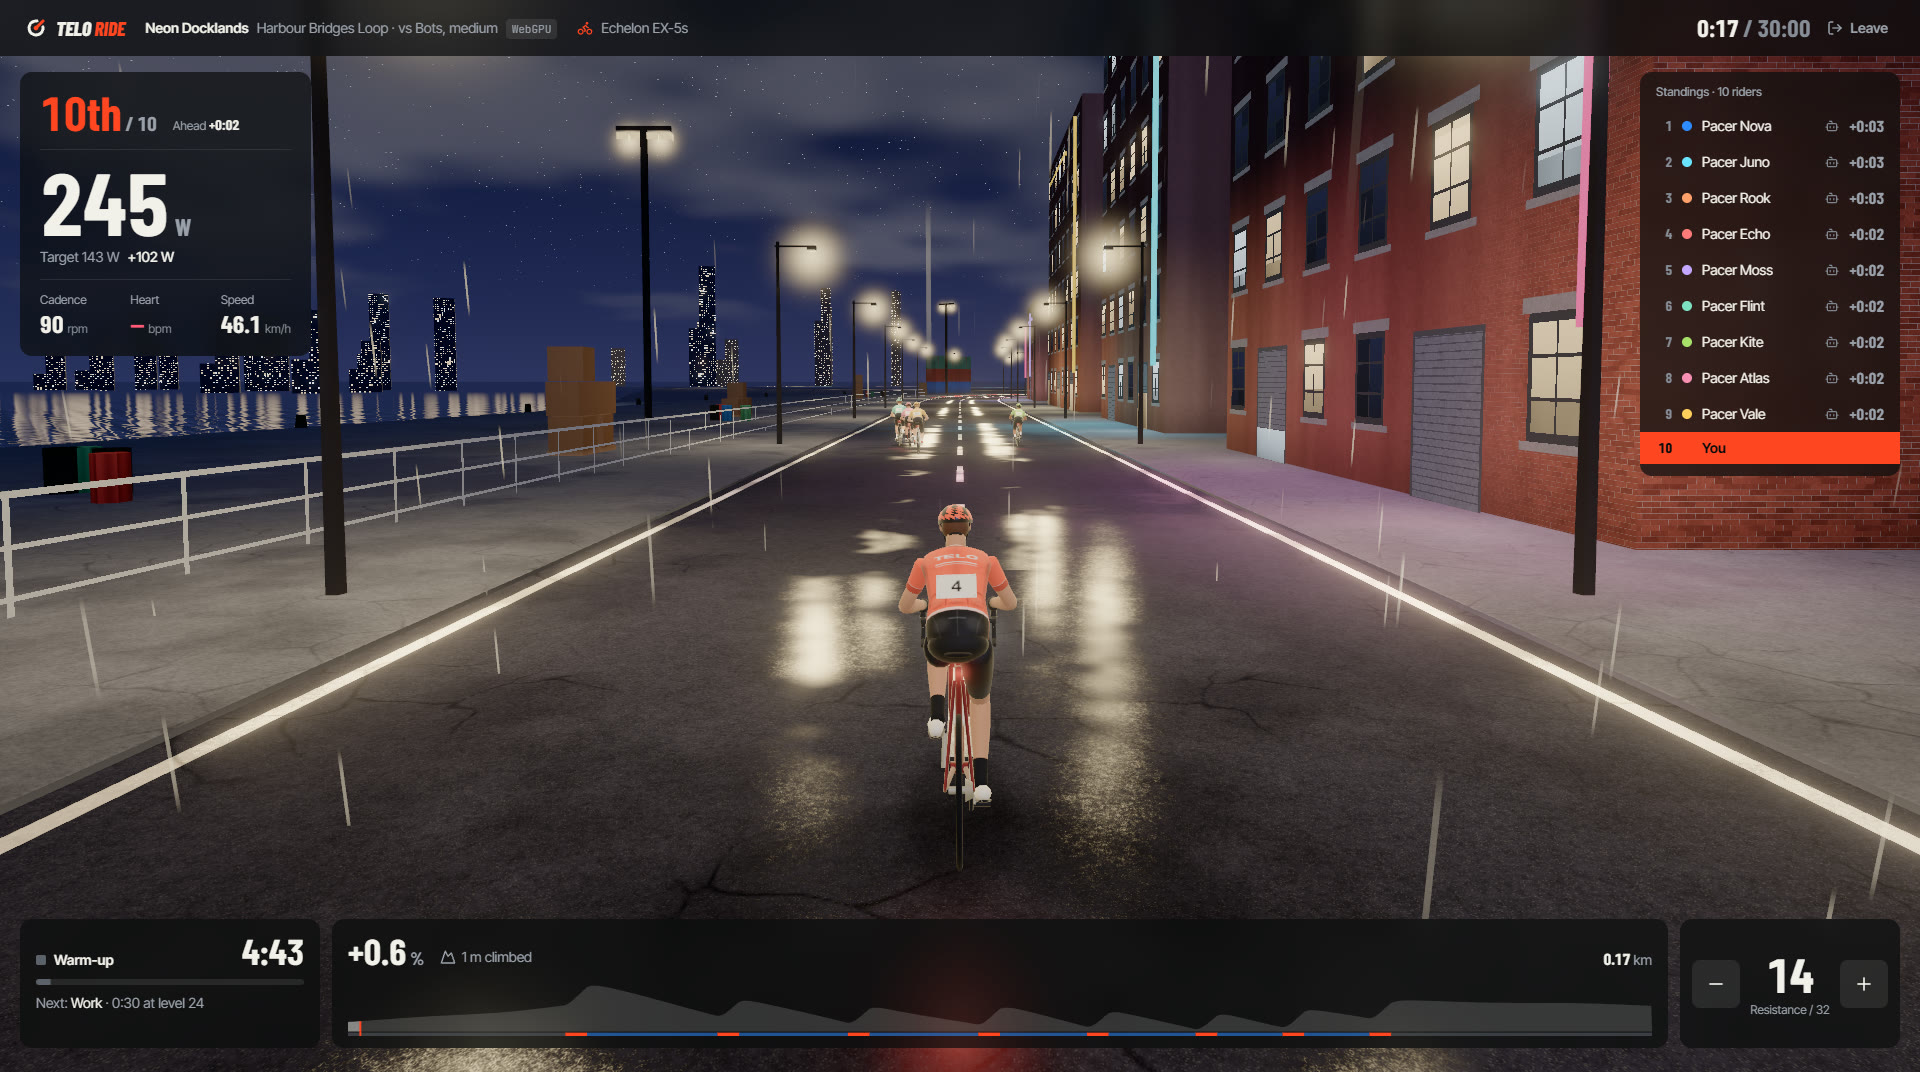 TELO RIDE Neon Docklands Harbour Bridges Loop · vs Bots, medium WebGPU Echelon EX-5s 0:17 / 30:00 Leave
10th / 10 Ahead +0:02
245 W
Target 143 W +102 W
Cadence Heart Speed
90 rpm — bpm 46.1 km/h
Standings · 10 riders
1 Pacer Nova +0:03
2 Pacer Juno +0:03
3 Pacer Rook +0:03
4 Pacer Echo +0:02
5 Pacer Moss +0:02
6 Pacer Flint +0:02
7 Pacer Kite +0:02
8 Pacer Atlas +0:02
9 Pacer Vale +0:02
10 You
TELO
4
Warm-up 4:43
Next: Work · 0:30 at level 24
+0.6 % 1 m climbed 0.17 km
− 14 +
Resistance / 32